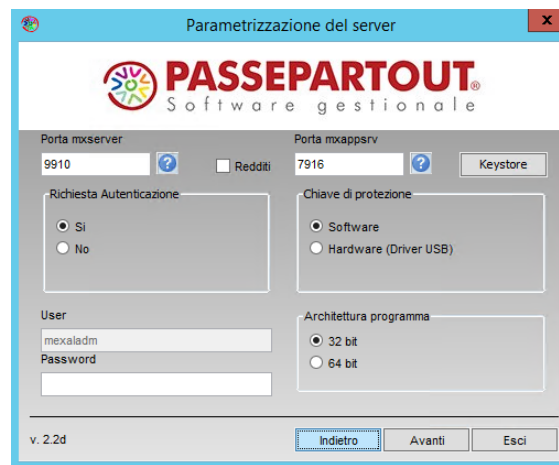 Parametrizzazione del server
x
PASSEPARTOUT®
Software gestionale
Porta mxserver
Porta mxappsrv
9910
?
Redditi
7916
?
Keystore
Richiesta Autenticazione
Chiave di protezione
Si
Software
No
Hardware (Driver USB)
User
Architettura programma
mexaladm
32 bit
Password
64 bit
v. 2.2d
Indietro
Avanti
Esci